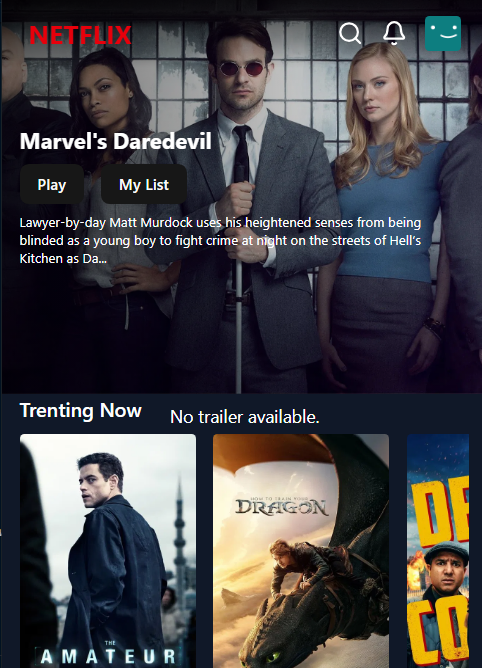 NETFLIX
Marvel's Daredevil
Play
My List
Lawyer-by-day Matt Murdock uses his heightened senses from being
blinded as a young boy to fight crime at night on the streets of Hell's
Kitchen as Da...
Trenting Now
No trailer available.
HOW TO TRAIN YOUR
DRAGON
THE
AMATEUR
DE
CO